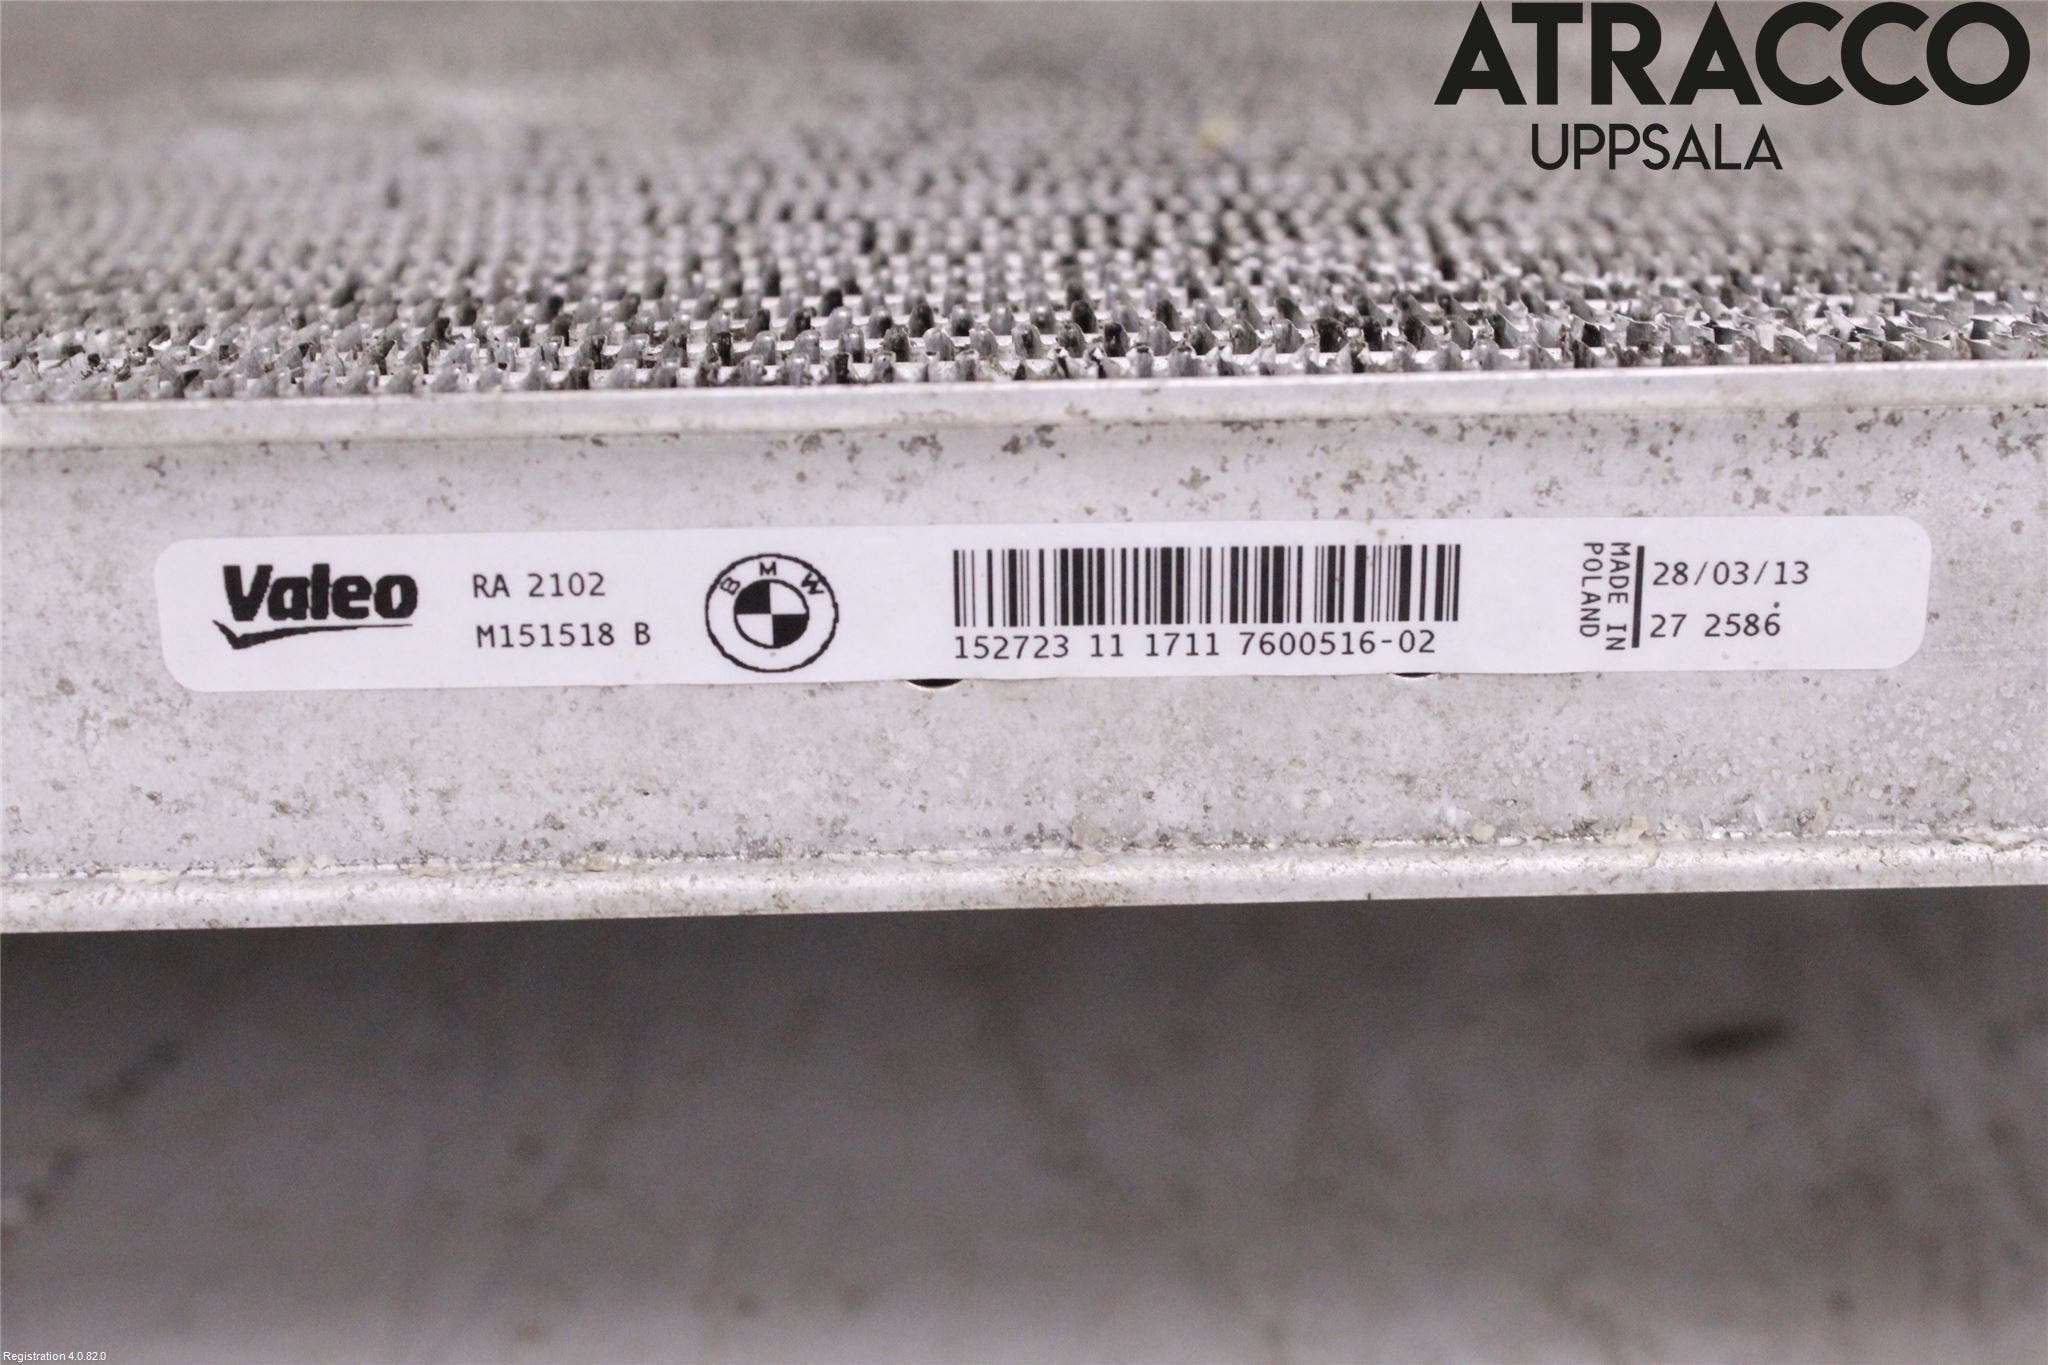 ATRACCO
UPPSALA
Valeo
RA 2102
M151518 B
BMW
152723 11 1711 7600516-02
MADE IN
POLAND
28/03/13
27 2586
Registration 4.0.82.0